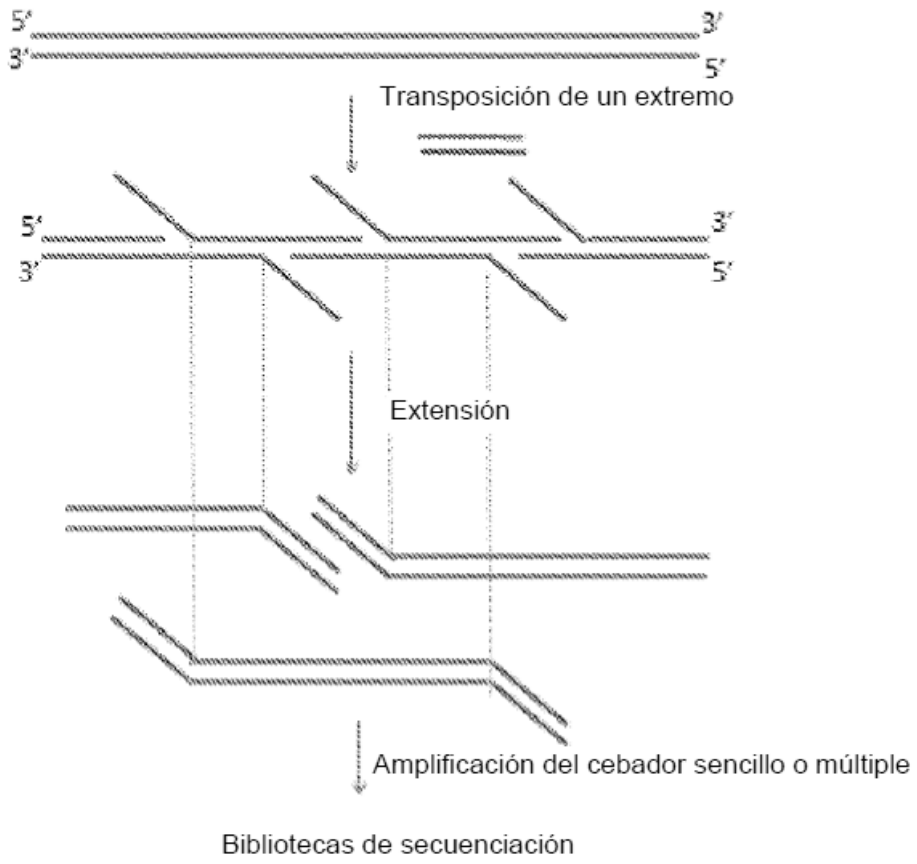 5′ 3′
3′ 5′
Transposición de un extremo
5′ 3′
3′ 5′
Extensión
Amplificación del cebador sencillo o múltiple
Bibliotecas de secuenciación